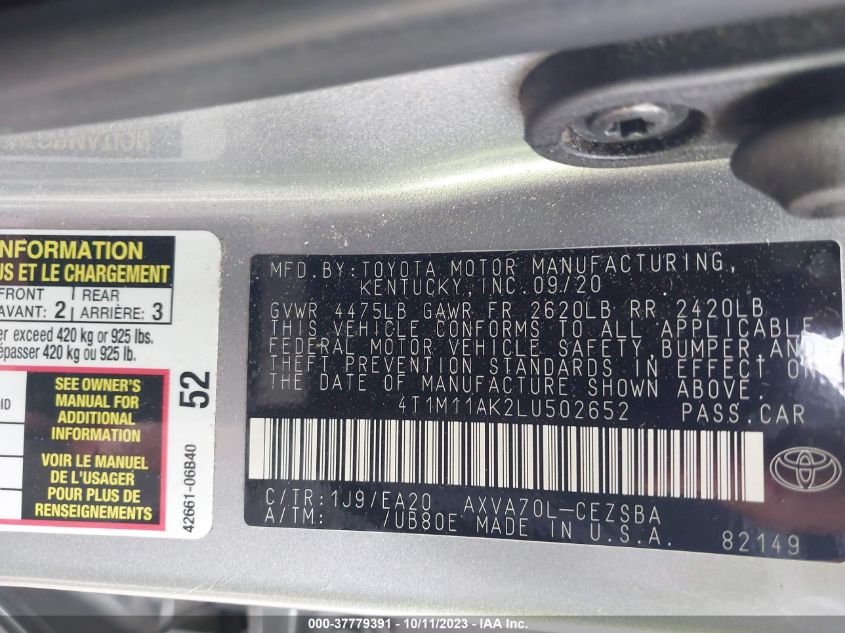 INFORMATION
US ET LE CHARGEMENT
FRONT
AVANT: 2
REAR
ARRIÈRE: 3
er exceed 420 kg or 925 lbs.
épasser 420 kg ou 925 lb.
SEE OWNER'S
MANUAL FOR
ADDITIONAL
INFORMATION
VOIR LE MANUEL
DE L'USAGER
POUR PLUS DE
RENSEIGNEMENTS
52
42661-06B40
MFD.BY:TOYOTA MOTOR MANUFACTURING,
KENTUCKY,INC.09/20
GVWR 4475LB GAWR FR 2620LB RR 2420LB
THIS VEHICLE CONFORMS TO ALL APPLICABLE
FEDERAL MOTOR VEHICLE SAFETY,BUMPER,AND
THEFT PREVENTION STANDARDS IN EFFECT ON
THE DATE OF MANUFACTURE SHOWN ABOVE.
4T1M11AK2LU502652 PASS.CAR
C/TR:1J9/EA20 AXVA70L-CEZSBA
A/TM: /UB80E MADE IN U.S.A.
82149
000-37779391 - 10/11/2023 - IAA Inc.